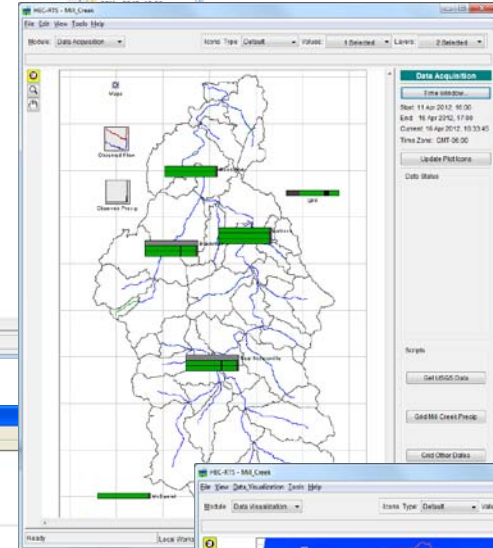 HEC-RTS - Mill_Creek
File Edit View Tools Help
Module: Data Acquisition Icons Type Default Values: 1 Selected Layers: 2 Selected
Data Acquisition
Time Window...
Start: 11 Apr 2012, 16:00
End: 16 Apr 2012, 17:00
Current: 16 Apr 2012, 10:33:45
Time Zone: GMT-06:00
Update Plot Icons
Data Status
Maps
Observed Flow
Observed Precip
Scripts
Get USGS Data
Grid Mill Creek Precip
Grid Other Dates
Ready
HEC-RTS - Mill_Creek
File View Data_Visualization Tools Help
Module Data Visualization Icons Type Default